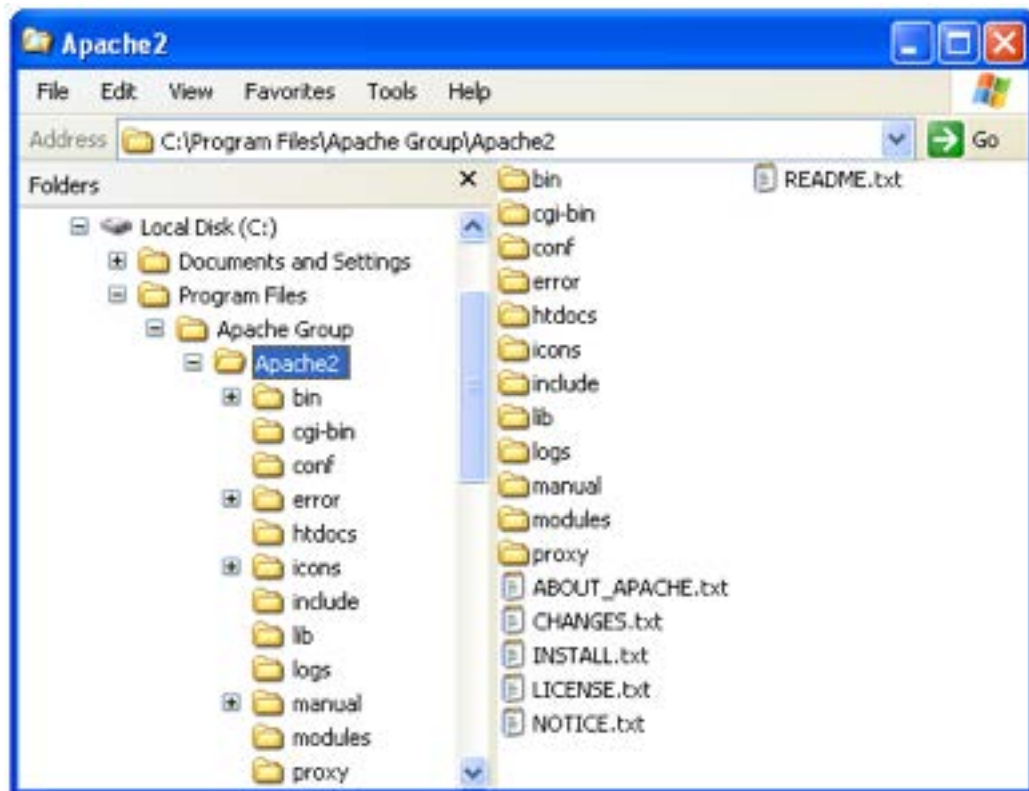 Apache2
File Edit View Favorites Tools Help
Address C:\Program Files\Apache Group\Apache2 Go
Folders
Local Disk (C:)
Documents and Settings
Program Files
Apache Group
Apache2
bin
cgi-bin
conf
error
htdocs
icons
include
lib
logs
manual
modules
proxy
bin
cgi-bin
conf
error
htdocs
icons
include
lib
logs
manual
modules
proxy
ABOUT_APACHE.txt
CHANGES.txt
INSTALL.txt
LICENSE.txt
NOTICE.txt
README.txt